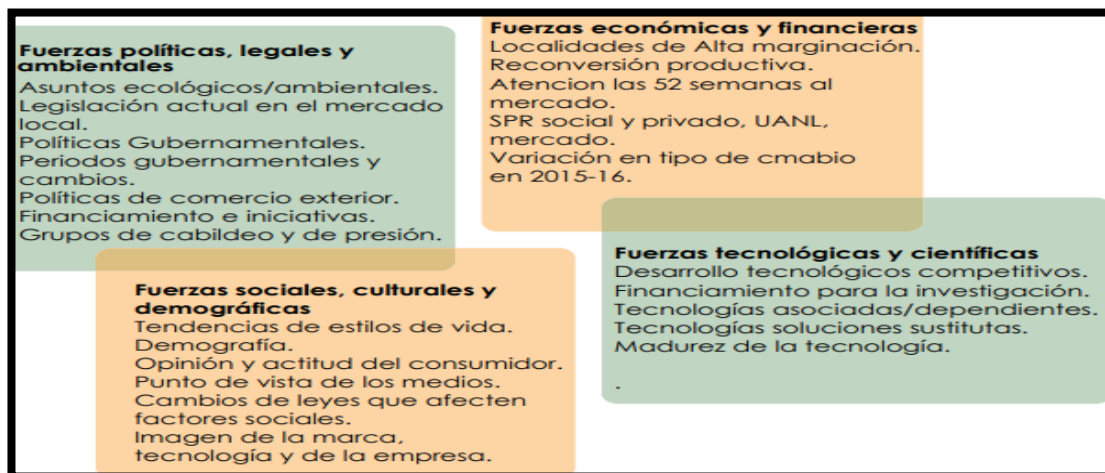 Fuerzas políticas, legales y
ambientales
Asuntos ecológicos/ambientales.
Legislación actual en el mercado
local.
Políticas Gubernamentales.
Periodos gubernamentales y
cambios.
Políticas de comercio exterior.
Financiamiento e iniciativas.
Grupos de cabildeo y de presión.
Fuerzas económicas y financieras
Localidades de Alta marginación.
Reconversión productiva.
Atencion las 52 semanas al
mercado.
SPR social y privado, UANL,
mercado.
Variación en tipo de cmabio
en 2015-16.
Fuerzas sociales, culturales y
demográficas
Tendencias de estilos de vida.
Demografía.
Opinión y actitud del consumidor.
Punto de vista de los medios.
Cambios de leyes que afecten
factores sociales.
Imagen de la marca,
tecnología y de la empresa.
Fuerzas tecnológicas y científicas
Desarrollo tecnológicos competitivos.
Financiamiento para la investigación.
Tecnologías asociadas/dependientes.
Tecnologías soluciones sustitutas.
Madurez de la tecnología.
.